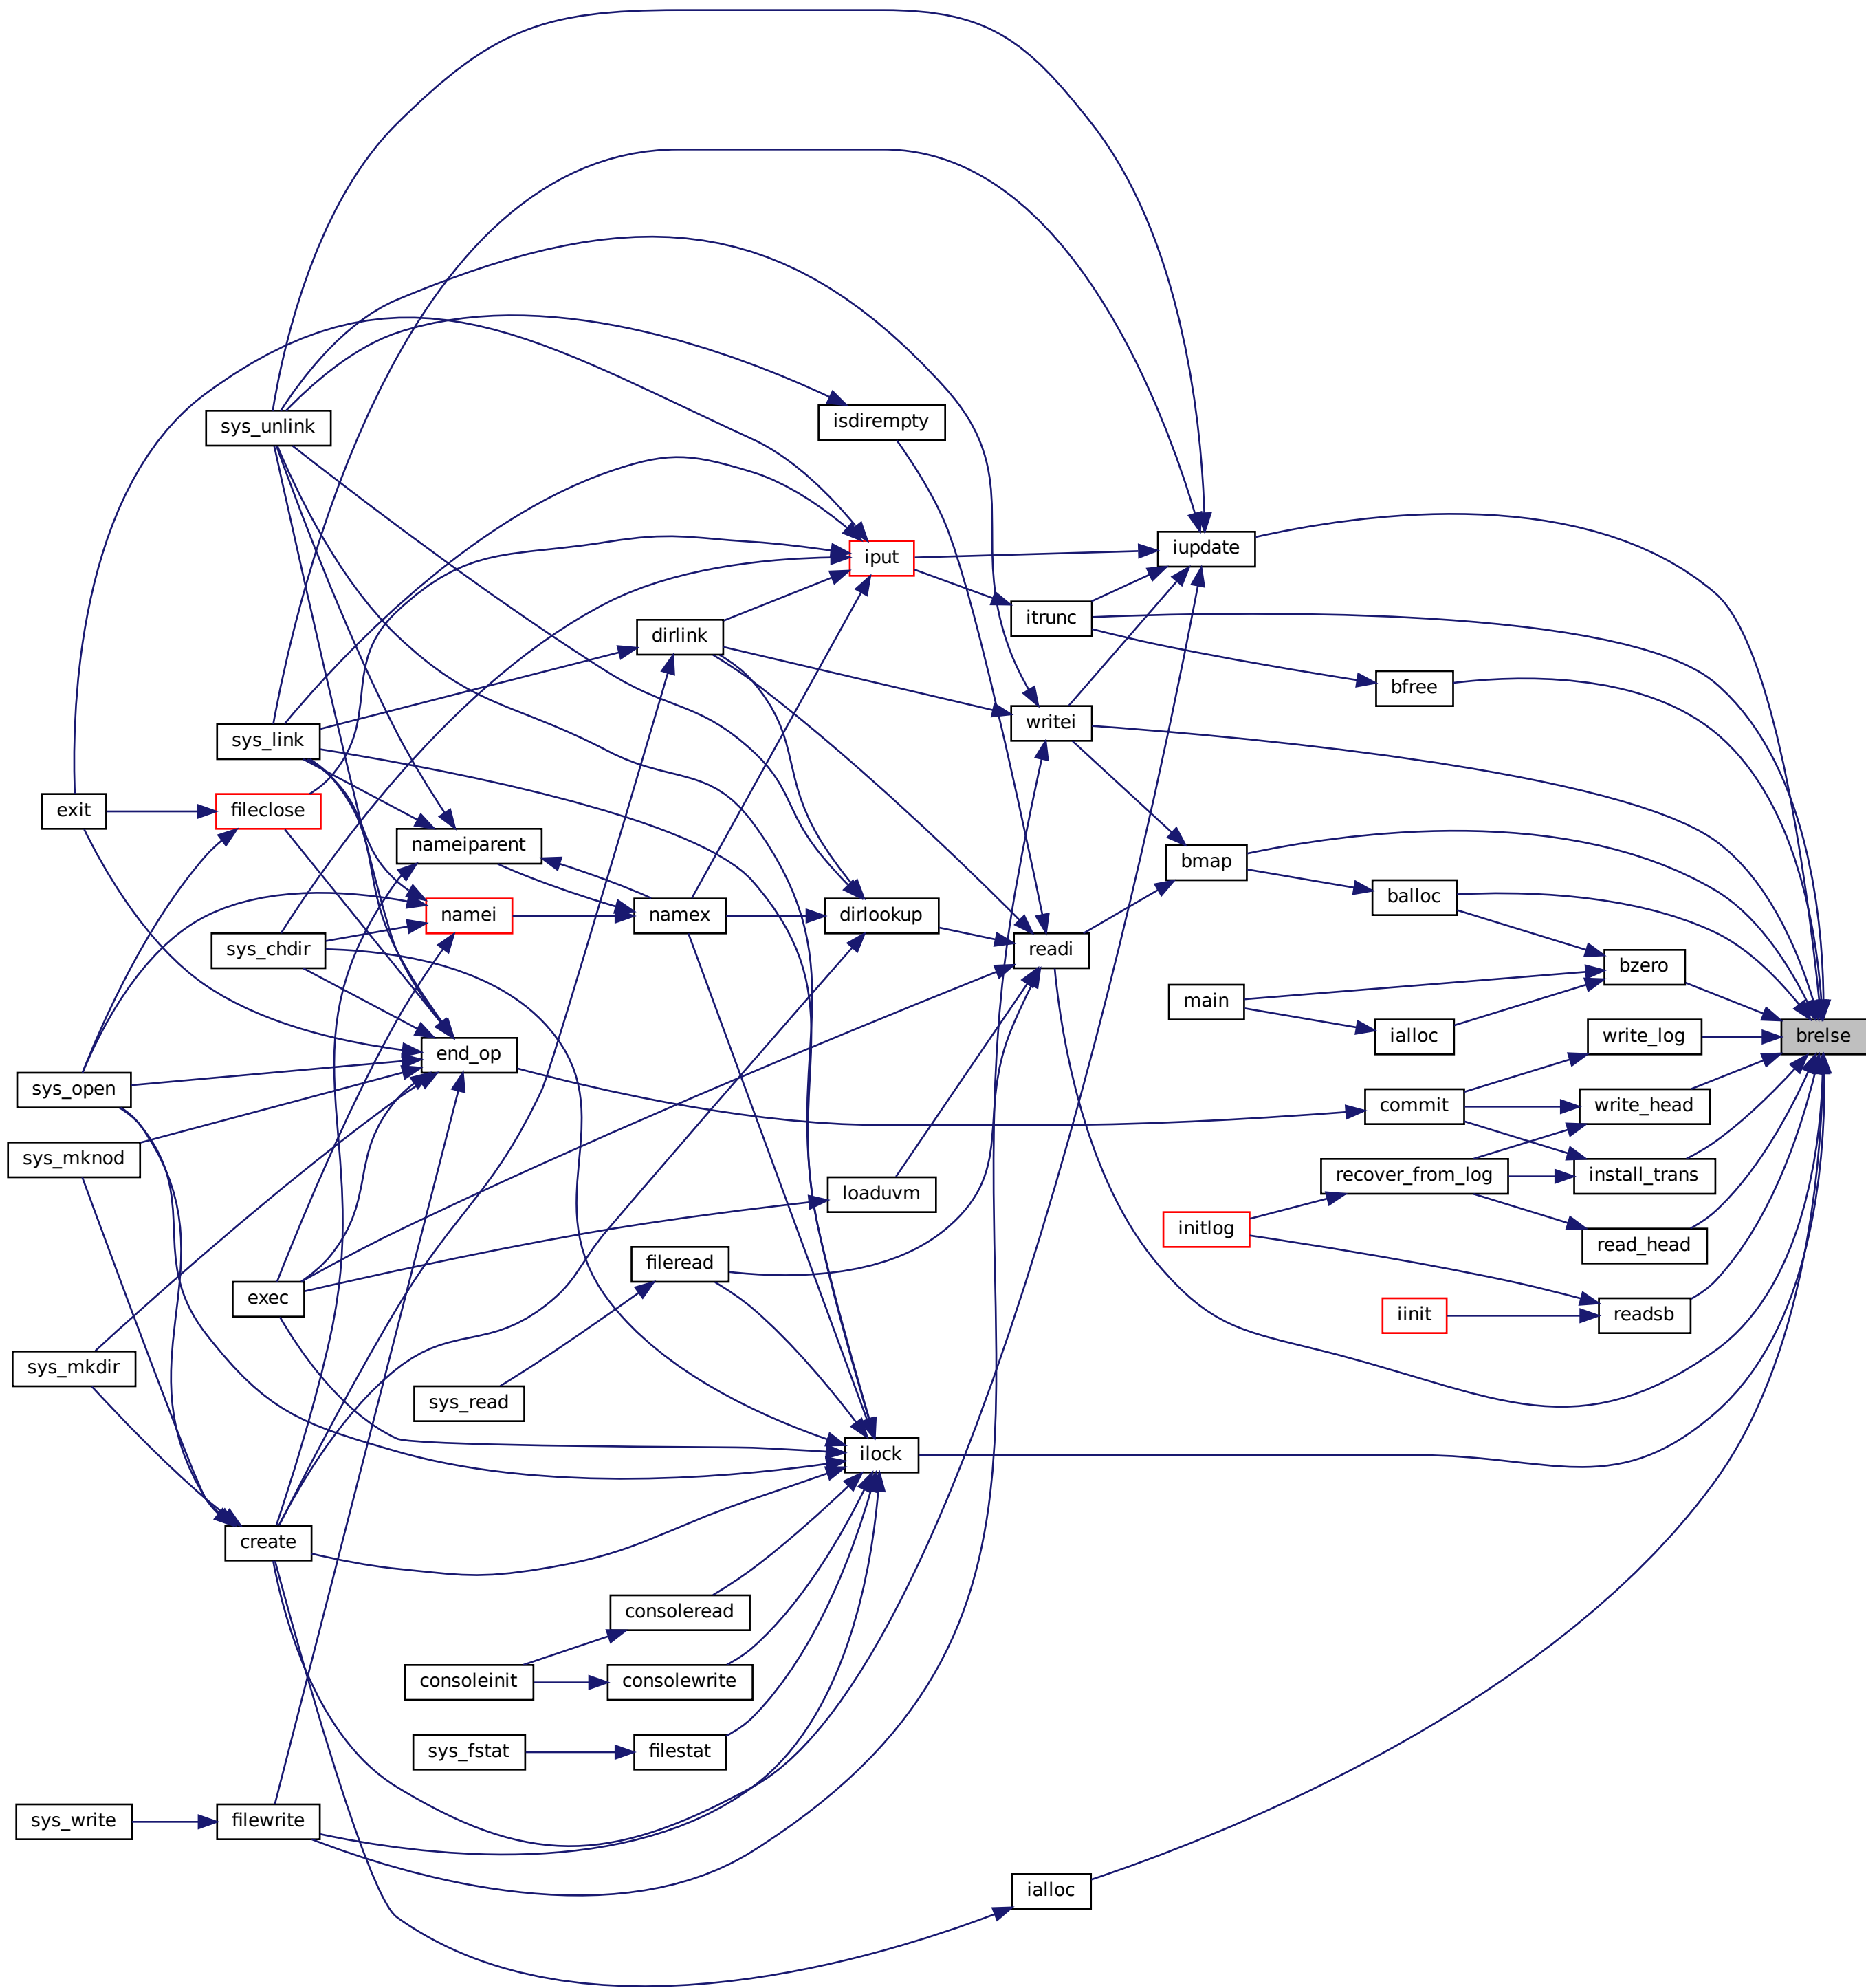 sys_unlink
isdirempty
iupdate
iput
itrunc
dirlink
bfree
writei
sys_link
exit
fileclose
nameiparent
bmap
balloc
namei
namex
dirlookup
sys_chdir
readi
bzero
main
ialloc
write_log
brelse
end_op
sys_open
commit
write_head
sys_mknod
recover_from_log
install_trans
loaduvm
initlog
read_head
fileread
exec
iinit
readsb
sys_mkdir
sys_read
ilock
create
consoleread
consoleinit
consolewrite
sys_fstat
filestat
sys_write
filewrite
ialloc